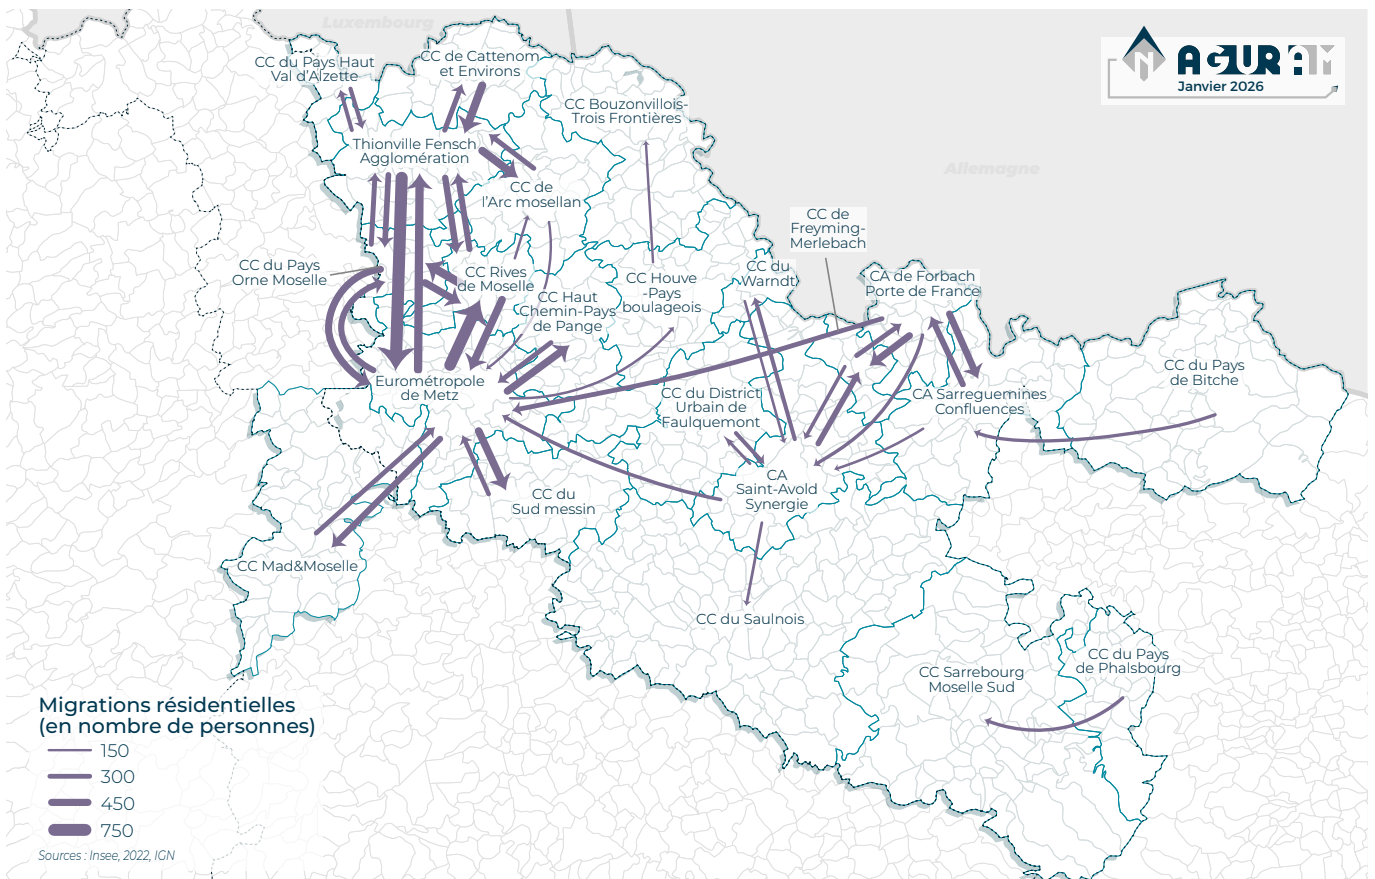 Luxembourg
CC du Pays Haut
Val d'Alzette
CC de Cattenom
et Environs
AGURAM
N
Janvier 2026
CC Bouzonvillois-
Trois Frontières
Thionville Fensch
Agglomération
Allemagne
CC de
l'Arc mosellan
CC de
Freyming-
Merlebach
CC du Pays
Orne Moselle
CC Rives
de Moselle
CC Houve
-Pays
boulageois
CC du
Warndt
CA de Forbach
Porte de France
CC Haut
Chemin-Pays
de Pange
Eurométropole
de Metz
CC du District
Urbain de
Faulquemont
CA Sarreguemines
Confluences
CC du Pays
de Bitche
CA
Saint-Avold
Synergie
CC du
Sud messin
CC Mad&Moselle
CC du Saulnois
CC Sarrebourg
Moselle Sud
CC du Pays
de Phalsbourg
Migrations résidentielles
(en nombre de personnes)
150
300
450
750
Sources : Insee, 2022, IGN